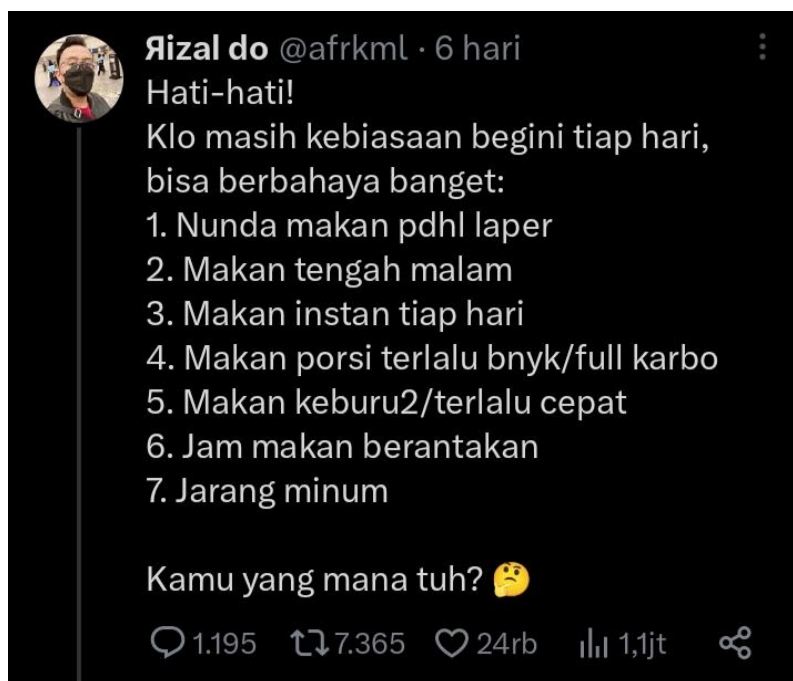 Яizal do @afrkml · 6 hari
Hati-hati!
Klo masih kebiasaan begini tiap hari,
bisa berbahaya banget:
1. Nunda makan pdhl laper
2. Makan tengah malam
3. Makan instan tiap hari
4. Makan porsi terlalu bnyk/full karbo
5. Makan keburu2/terlalu cepat
6. Jam makan berantakan
7. Jarang minum
Kamu yang mana tuh? 🤔
1.195 7.365 24rb 1,1jt